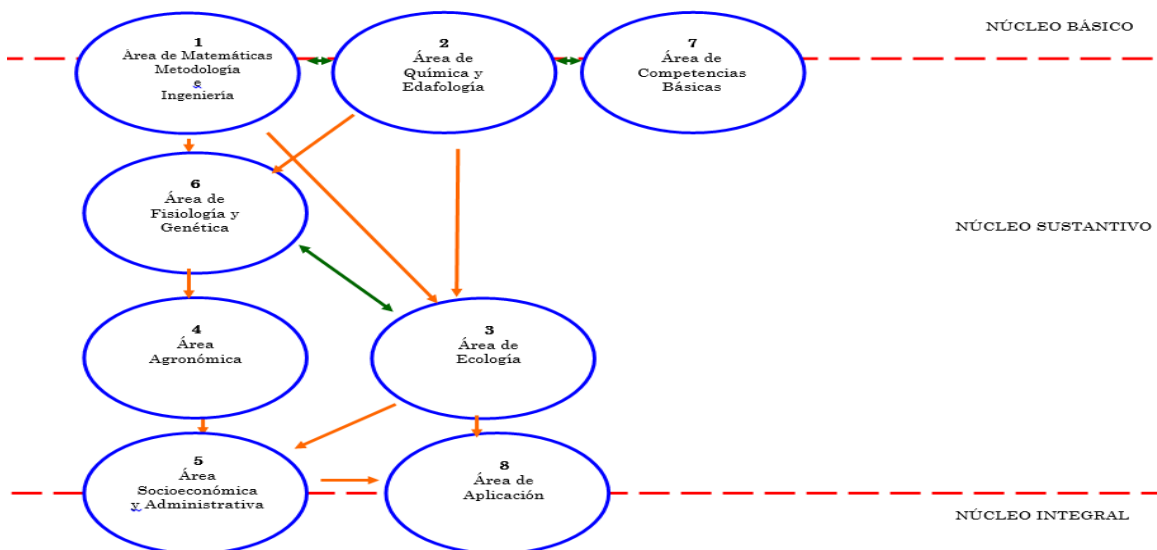 NÚCLEO BÁSICO
1
Área de Matemáticas
Metodología
e
Ingeniería
2
Área de
Química y
Edafología
7
Área de
Competencias
Básicas
6
Área de
Fisiología y
Genética
NÚCLEO SUSTANTIVO
4
Área
Agronómica
3
Área de
Ecología
5
Área
Socioeconómica
y Administrativa
8
Área de
Aplicación
NÚCLEO INTEGRAL